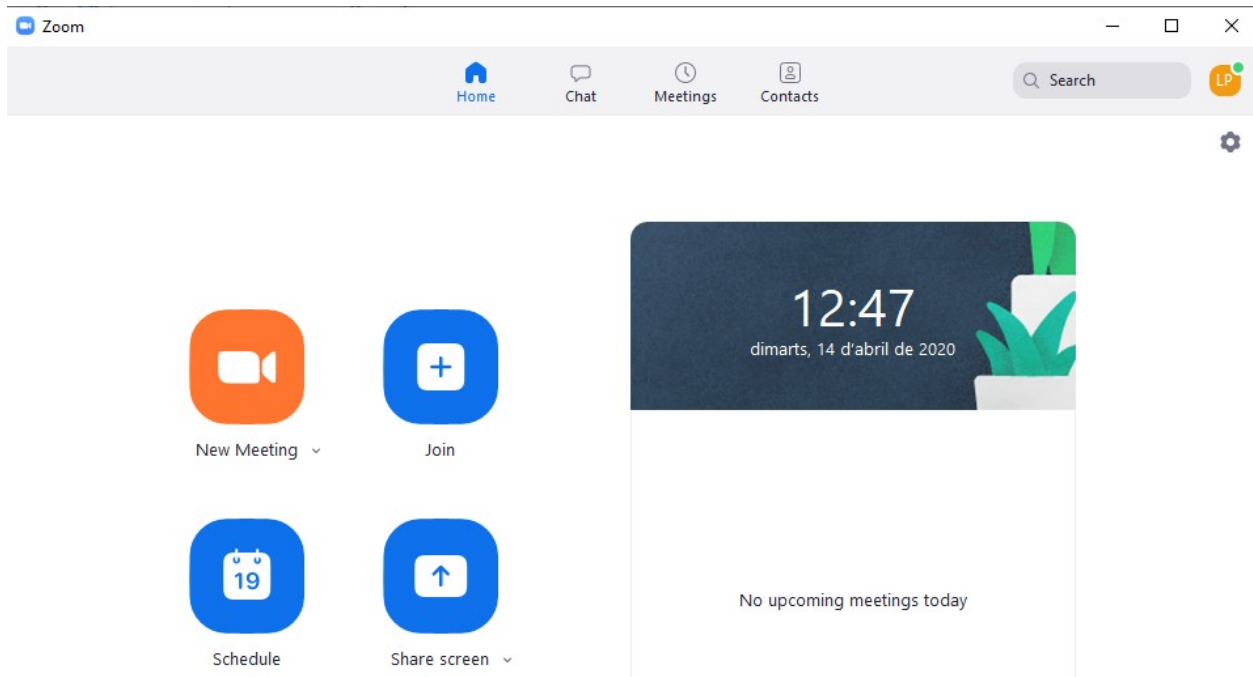 Zoom
Home
Chat
Meetings
Contacts
Search
LP
12:47
dimarts, 14 d'abril de 2020
New Meeting
Join
19
Schedule
Share screen
No upcoming meetings today